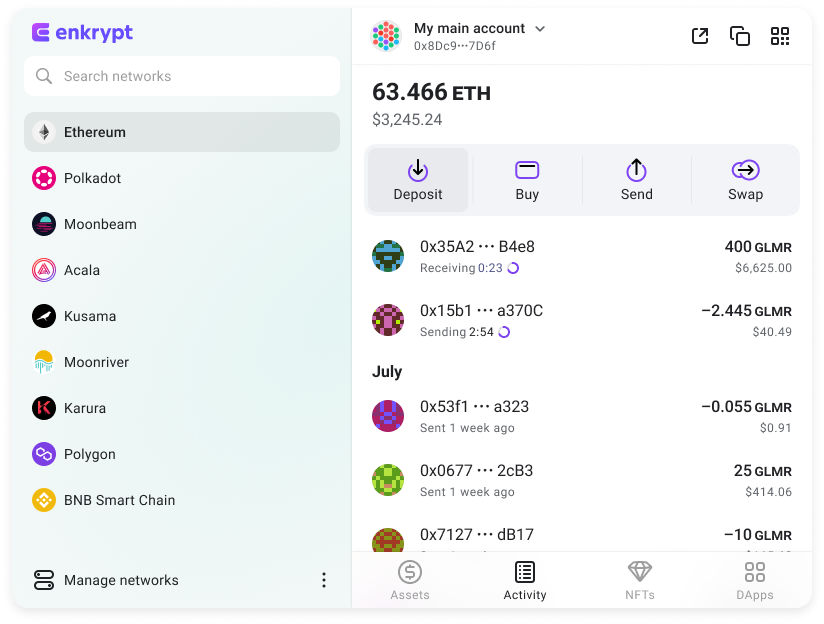 enkrypt
Search networks
Ethereum
Polkadot
Moonbeam
Acala
Kusama
Moonriver
Karura
Polygon
BNB Smart Chain
Manage networks
My main account
0x8Dc9···7D6f
63.466 ETH
$3,245.24
Deposit Buy Send Swap
0x35A2 ··· B4e8 400 GLMR
Receiving 0:23 $6,625.00
0x15b1 ··· a370C −2.445 GLMR
Sending 2:54 $40.49
July
0x53f1 ··· a323 −0.055 GLMR
Sent 1 week ago $0.91
0x0677 ··· 2cB3 25 GLMR
Sent 1 week ago $414.06
0x7127 ··· dB17 −10 GLMR
Assets Activity NFTs DApps